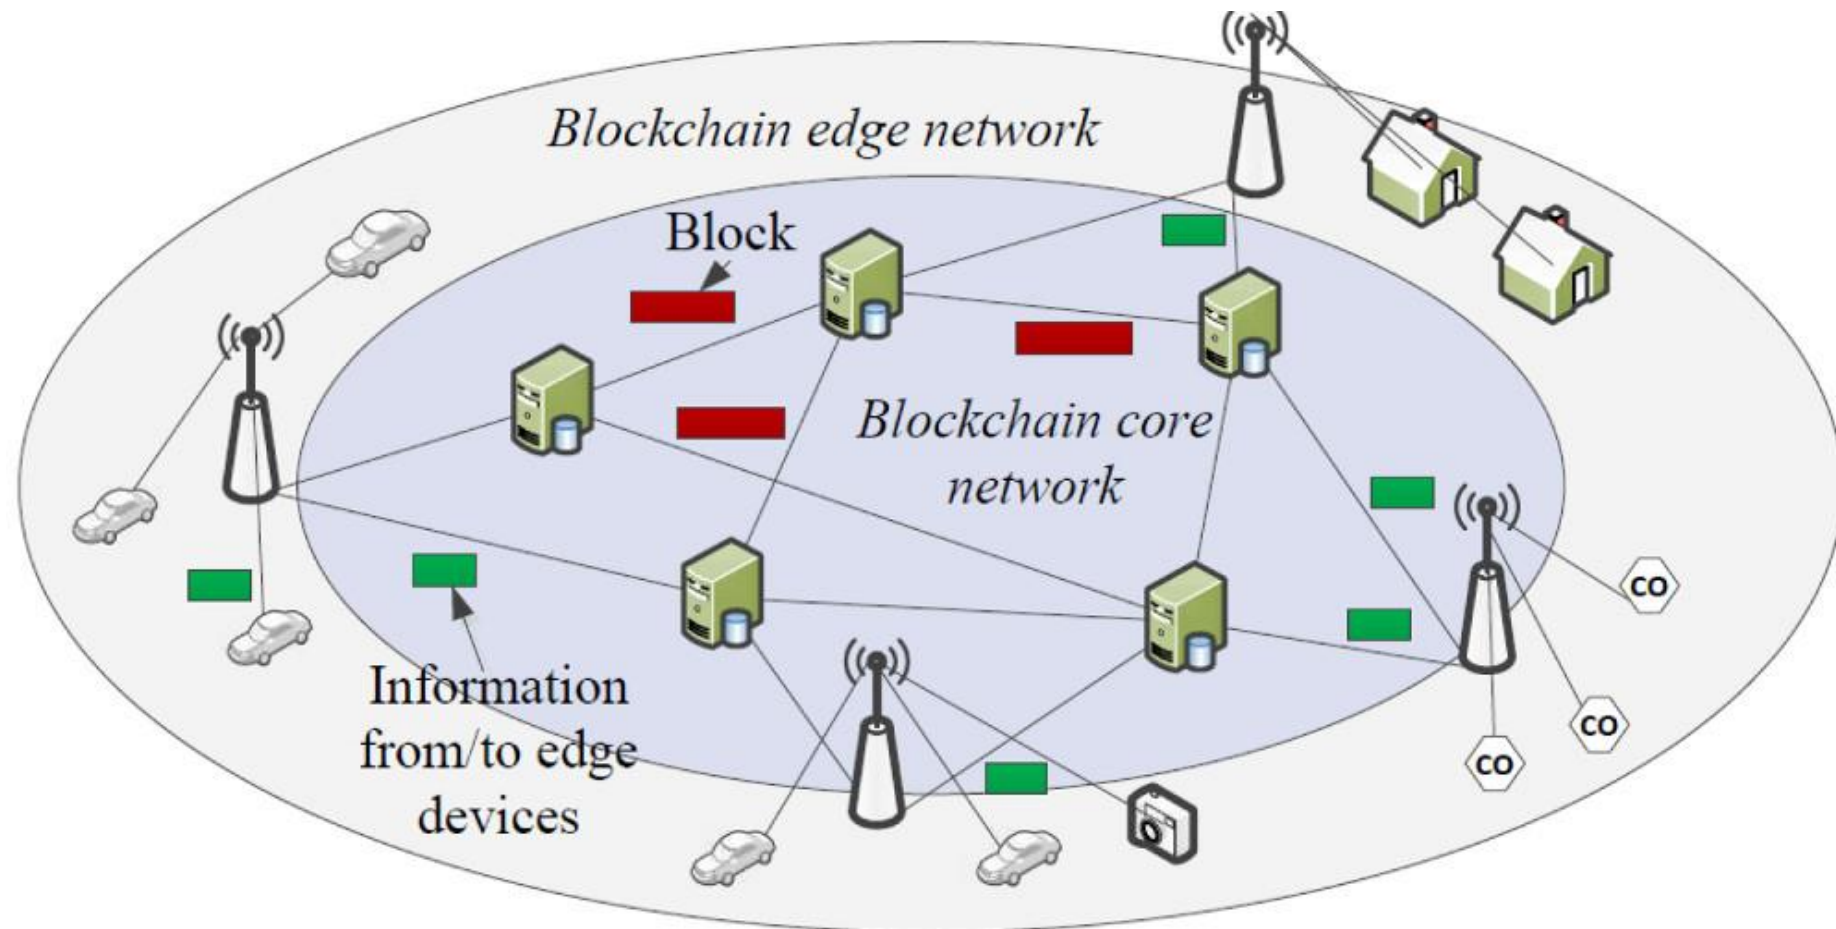 Blockchain edge network
Block
Blockchain core
network
Information
from/to edge
devices
CO
CO
CO